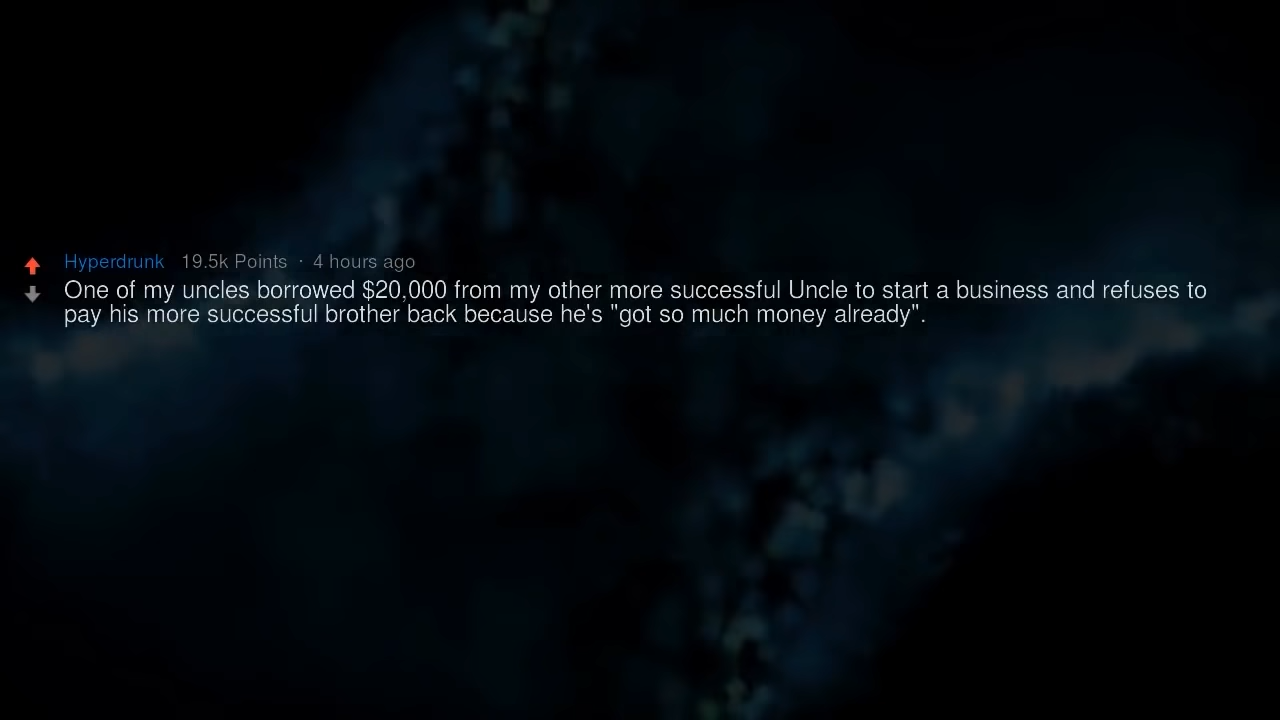 Hyperdrunk 19.5k Points · 4 hours ago
One of my uncles borrowed $20,000 from my other more successful Uncle to start a business and refuses to
pay his more successful brother back because he's "got so much money already".